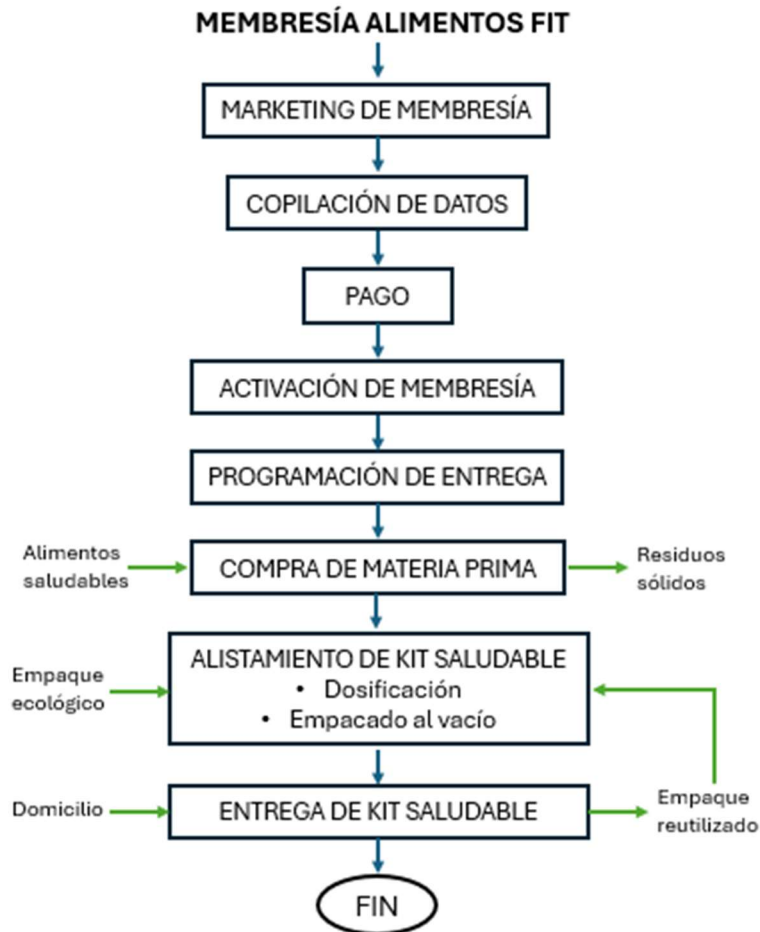 MEMBRESÍA ALIMENTOS FIT
MARKETING DE MEMBRESÍA
COPILACIÓN DE DATOS
PAGO
ACTIVACIÓN DE MEMBRESÍA
PROGRAMACIÓN DE ENTREGA
Alimentos
saludables
COMPRA DE MATERIA PRIMA
Residuos
sólidos
Empaque
ecológico
ALISTAMIENTO DE KIT SALUDABLE
• Dosificación
• Empacado al vacío
Domicilio
ENTREGA DE KIT SALUDABLE
Empaque
reutilizado
FIN